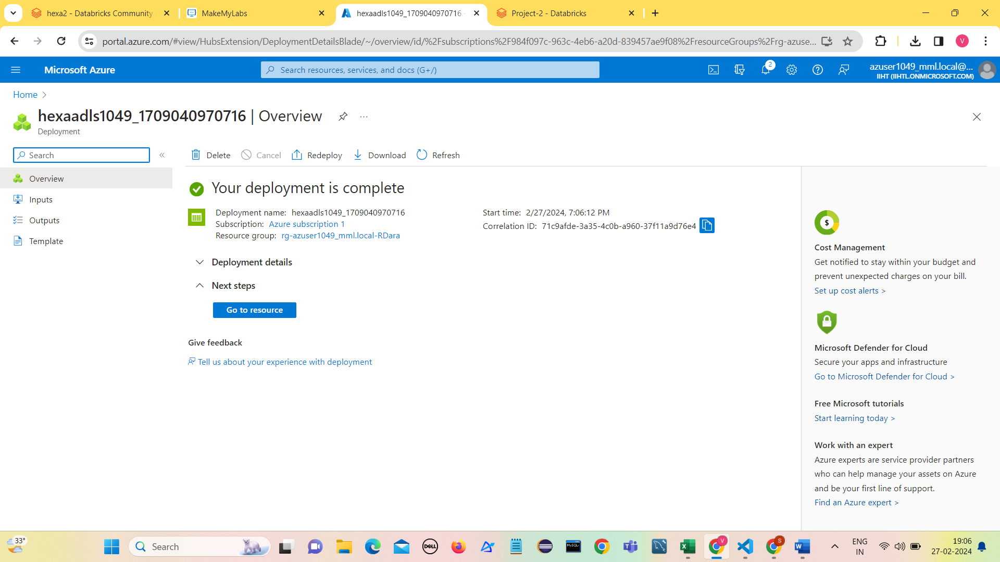 hexa2 - Databricks Community
MakeMyLabs
hexaadls1049_1709040970716 -
Project-2 - Databricks
portal.azure.com/#view/HubsExtension/DeploymentDetailsBlade/~/overview/id/%2Fsubscriptions%2F984f097c-963c-4eb6-a20d-839457ae9f08%2FresourceGroups%2Frg-azuse...
V
Microsoft Azure
Search resources, services, and docs (G+/)
2
azuser1049_mml.local@...
IIHT (IIHTL.ONMICROSOFT.COM)
Home
hexaadls1049_1709040970716 | Overview
...
Deployment
Search
Delete
Cancel
Redeploy
Download
Refresh
Overview
Inputs
Outputs
Template
Your deployment is complete
Deployment name: hexaadls1049_1709040970716
Subscription: Azure subscription 1
Resource group: rg-azuser1049_mml.local-RDara
Start time: 2/27/2024, 7:06:12 PM
Correlation ID: 71c9afde-3a35-4c0b-a960-37f11a9d76e4
Deployment details
Next steps
Go to resource
Give feedback
Tell us about your experience with deployment
$
Cost Management
Get notified to stay within your budget and
prevent unexpected charges on your bill.
Set up cost alerts >
Microsoft Defender for Cloud
Secure your apps and infrastructure
Go to Microsoft Defender for Cloud >
Free Microsoft tutorials
Start learning today >
Work with an expert
Azure experts are service provider partners
who can help manage your assets on Azure
and be your first line of support.
Find an Azure expert >
33°
Search
DELL
MySQL
V
S
ENG
IN
19:06
27-02-2024